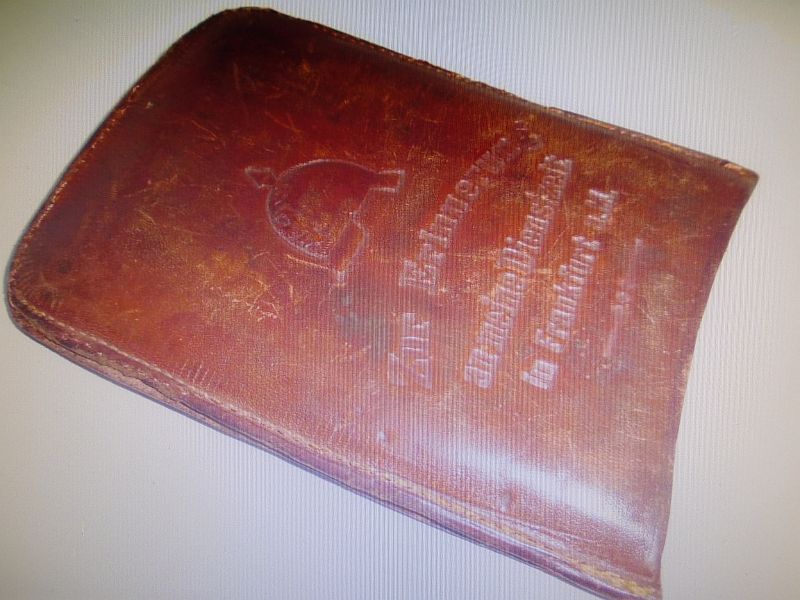 Zur Erinnerung
an meine Dienstzeit
in Frankfurt a.M.